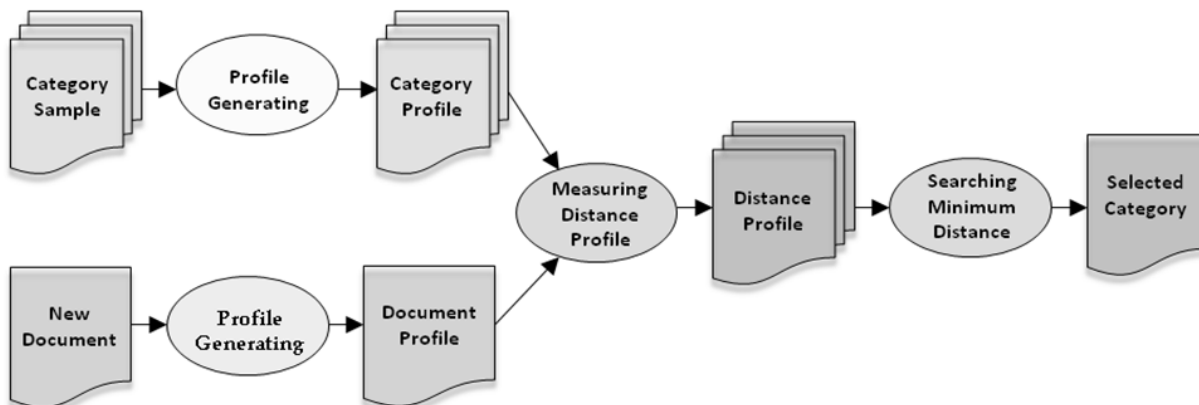 Category
Sample
Profile
Generating
Category
Profile
Measuring
Distance
Profile
Distance
Profile
Searching
Minimum
Distance
Selected
Category
New
Document
Profile
Generating
Document
Profile